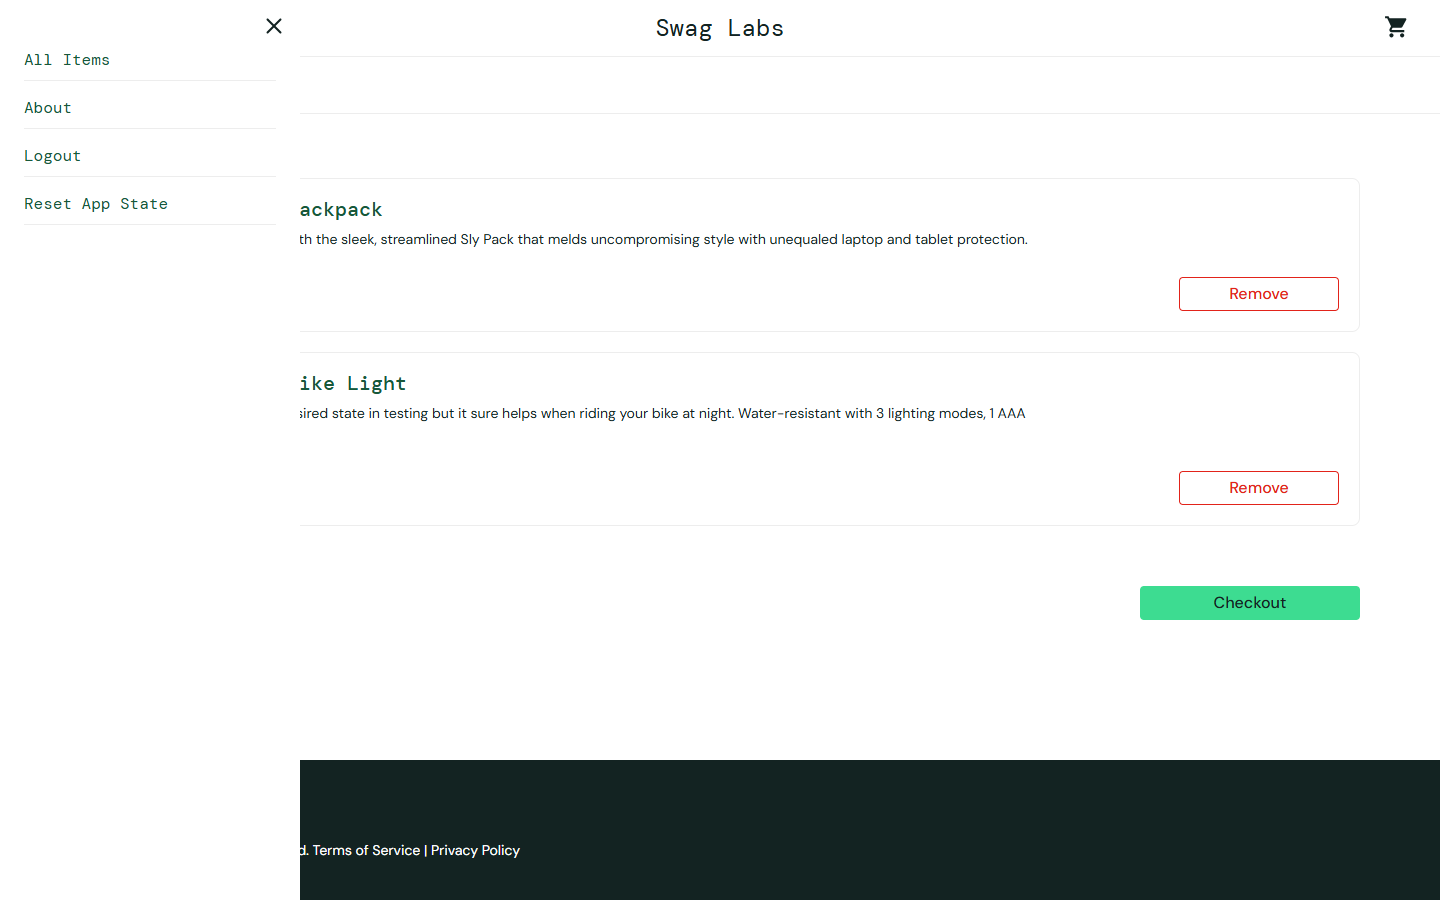 Swag Labs
All Items
About
Logout
Reset App State
ackpack
th the sleek, streamlined Sly Pack that melds uncompromising style with unequaled laptop and tablet protection.
Remove
ike Light
sired state in testing but it sure helps when riding your bike at night. Water-resistant with 3 lighting modes, 1 AAA
Remove
Checkout
d. Terms of Service | Privacy Policy